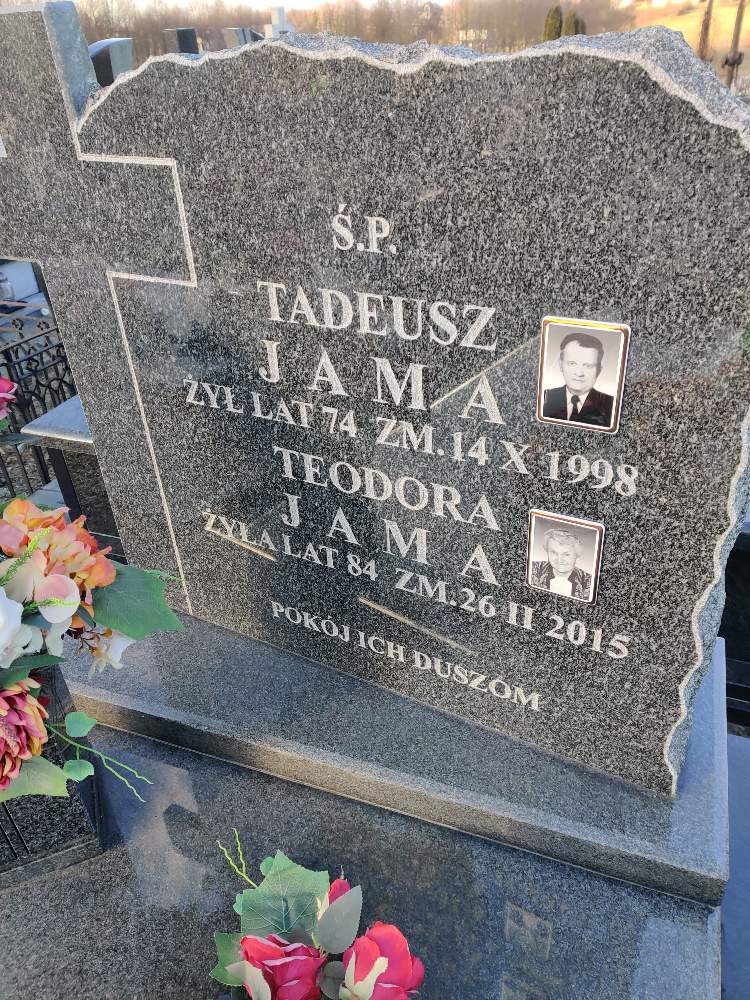 Ś.P.
TADEUSZ
JAMA
ŻYŁ LAT 74 ZM. 14 X 1998
TEODORA
JAMA
ŻYŁA LAT 84 ZM. 26 II 2015
POKÓJ ICH DUSZOM